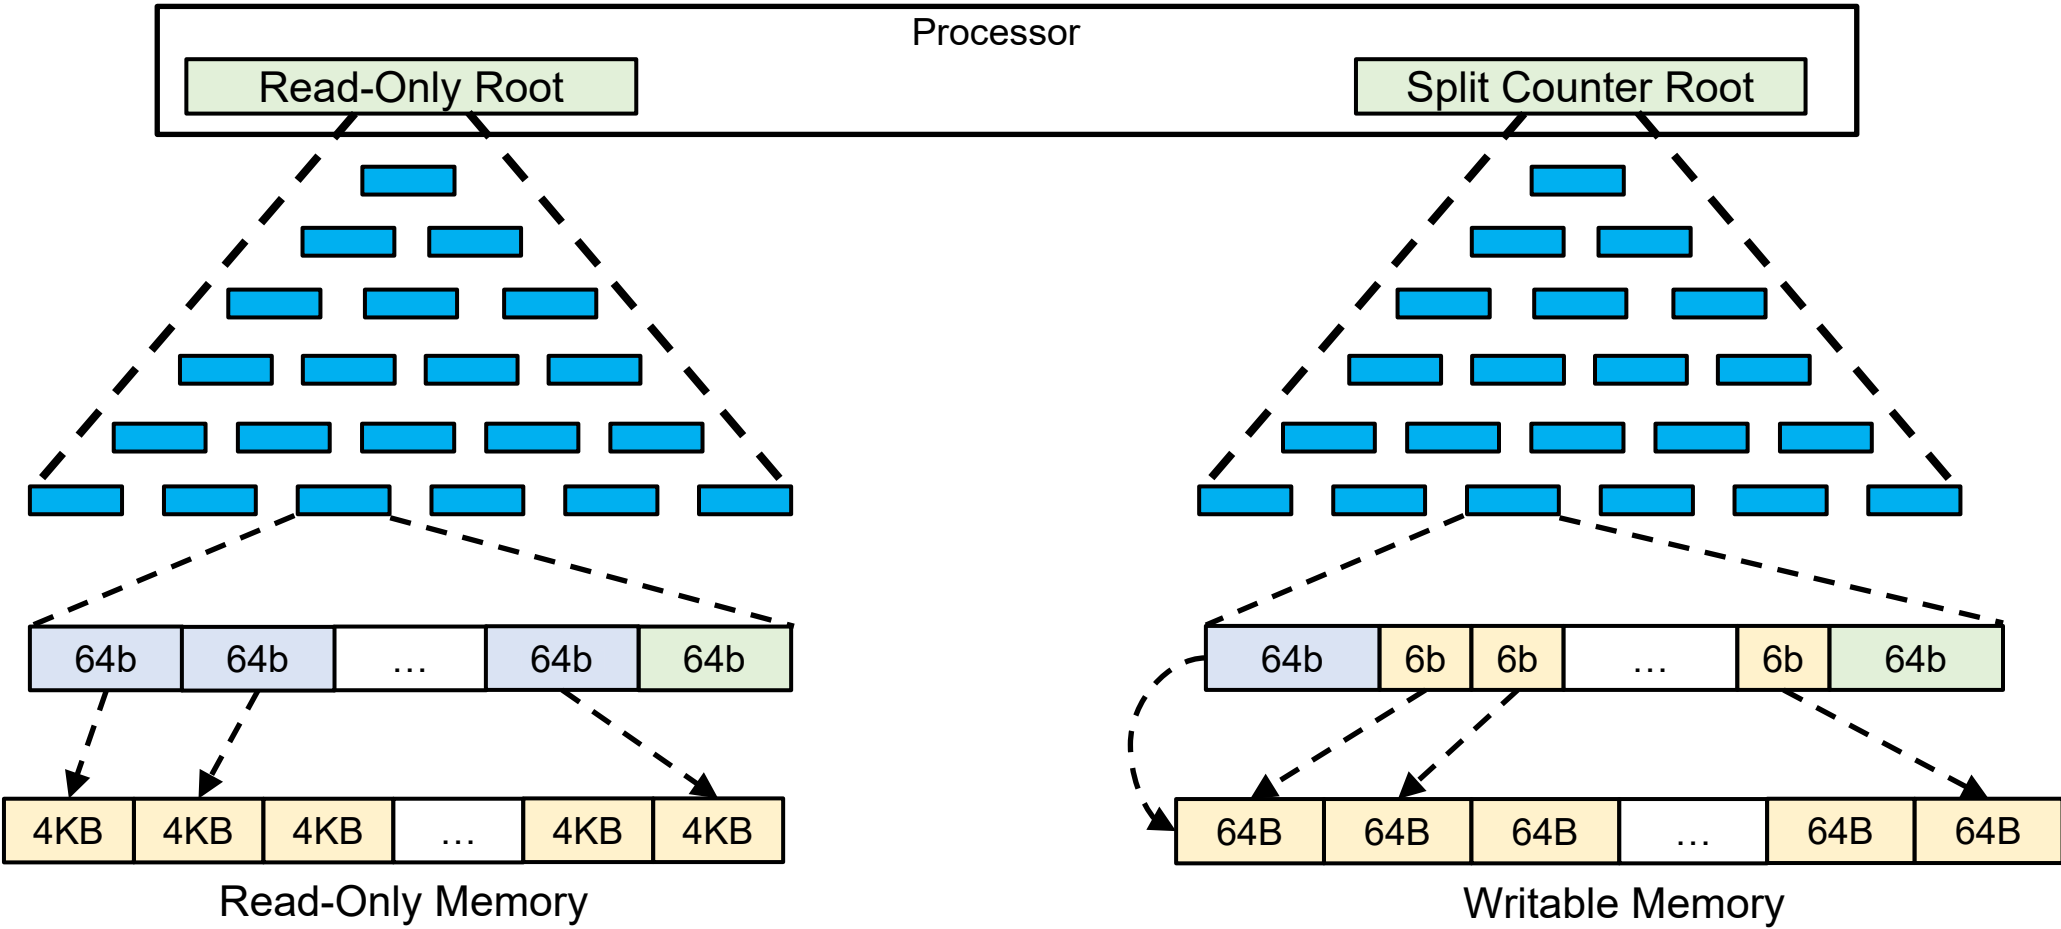 Processor
Read-Only Root
Split Counter Root
64b 64b ... 64b 64b
64b 6b 6b ... 6b 64b
4KB 4KB 4KB ... 4KB 4KB
64B 64B 64B ... 64B 64B
Read-Only Memory
Writable Memory